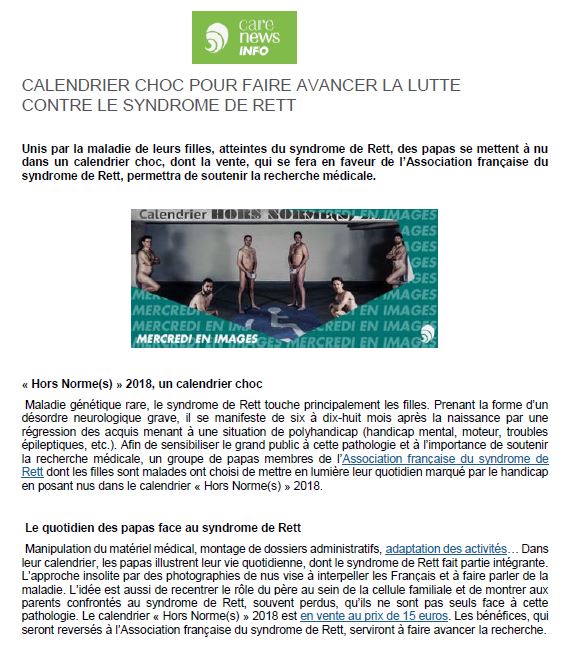 care
news
INFO
CALENDRIER CHOC POUR FAIRE AVANCER LA LUTTE
CONTRE LE SYNDROME DE RETT
Unis par la maladie de leurs filles, atteintes du syndrome de Rett, des papas se mettent à nu
dans un calendrier choc, dont la vente, qui se fera en faveur de l’Association française du
syndrome de Rett, permettra de soutenir la recherche médicale.
Calendrier HORS NORME(S)
MERCREDI EN IMAGES
« Hors Norme(s) » 2018, un calendrier choc
Maladie génétique rare, le syndrome de Rett touche principalement les filles. Prenant la forme d’un
désordre neurologique grave, il se manifeste de six à dix-huit mois après la naissance par une
régression des acquis menant à une situation de polyhandicap (handicap mental, moteur, troubles
épileptiques, etc.). Afin de sensibiliser le grand public à cette pathologie et à l’importance de soutenir
la recherche médicale, un groupe de papas membres de l’Association française du syndrome de
Rett dont les filles sont malades ont choisi de mettre en lumière leur quotidien marqué par le handicap
en posant nus dans le calendrier « Hors Norme(s) » 2018.
Le quotidien des papas face au syndrome de Rett
Manipulation du matériel médical, montage de dossiers administratifs, adaptation des activités… Dans
leur calendrier, les papas illustrent leur vie quotidienne, dont le syndrome de Rett fait partie intégrante.
L’approche insolite par des photographies de nus vise à interpeller les Français et à faire parler de la
maladie. L’idée est aussi de recentrer le rôle du père au sein de la cellule familiale et de montrer aux
parents confrontés au syndrome de Rett, souvent perdus, qu’ils ne sont pas seuls face à cette
pathologie. Le calendrier « Hors Norme(s) » 2018 est en vente au prix de 15 euros. Les bénéfices, qui
seront reversés à l’Association française du syndrome de Rett, serviront à faire avancer la recherche.